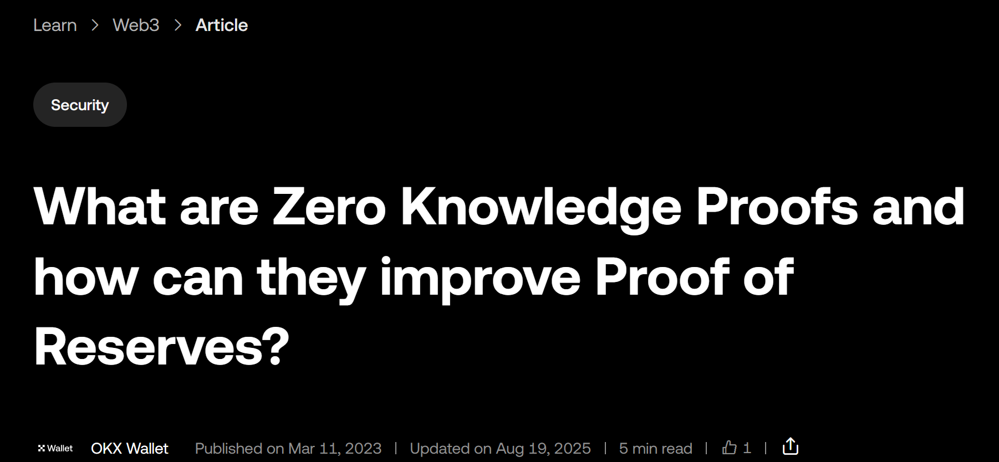 Learn > Web3 > Article
Security
What are Zero Knowledge Proofs and
how can they improve Proof of
Reserves?
Wallet OKX Wallet Published on Mar 11, 2023 | Updated on Aug 19, 2025 | 5 min read | 1 |